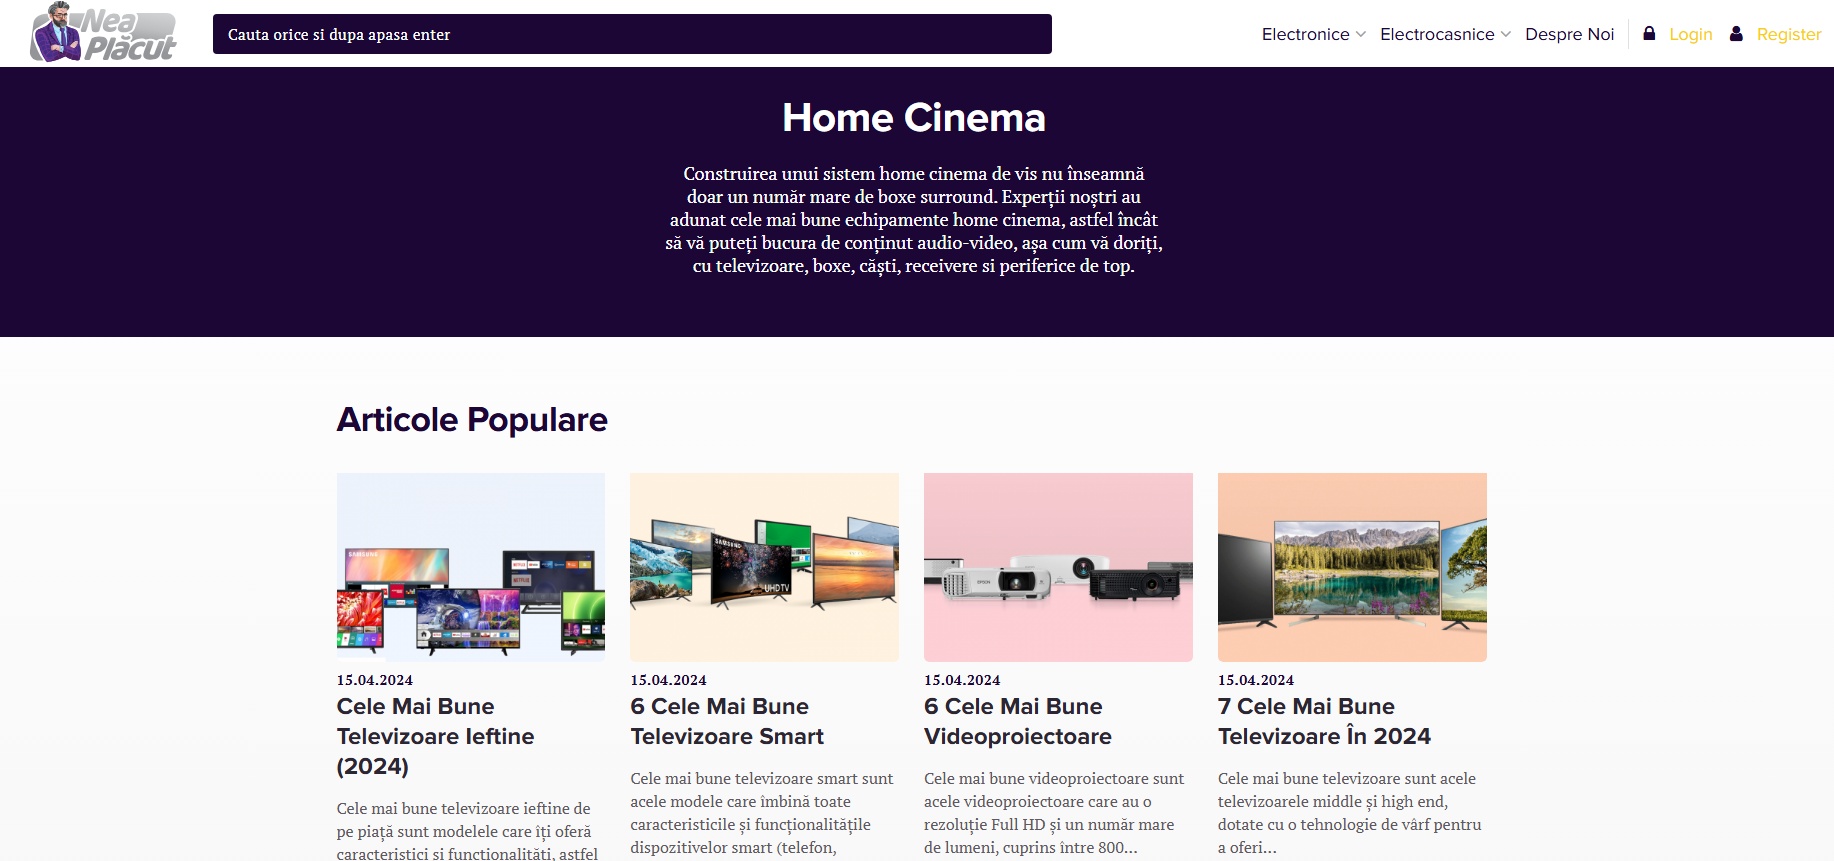 Nea
Plăcut
Cauta orice si dupa apasa enter
Electronice
Electrocasnice
Despre Noi
Login
Register
Home Cinema
Construirea unui sistem home cinema de vis nu înseamnă
doar un număr mare de boxe surround. Experții noștri au
adunat cele mai bune echipamente home cinema, astfel încât
să vă puteți bucura de conținut audio-video, așa cum vă doriți,
cu televizoare, boxe, căști, receivere si periferice de top.
Articole Populare
SAMSUNG
NETFLIX
SAMSUNG
UHDTV
EPSON
15.04.2024
Cele Mai Bune
Televizoare Ieftine
(2024)
Cele mai bune televizoare ieftine de
pe piață sunt modelele care îți oferă
caracteristici și funcționalități, astfel
15.04.2024
6 Cele Mai Bune
Televizoare Smart
Cele mai bune televizoare smart sunt
acele modele care îmbină toate
caracteristicile și funcționalitățile
dispozitivelor smart (telefon,
15.04.2024
6 Cele Mai Bune
Videoproiectoare
Cele mai bune videoproiectoare sunt
acele videoproiectoare care au o
rezoluție Full HD și un număr mare
de lumeni, cuprins între 800...
15.04.2024
7 Cele Mai Bune
Televizoare În 2024
Cele mai bune televizoare sunt acele
televizoarele middle și high end,
dotate cu o tehnologie de vârf pentru
a oferi...